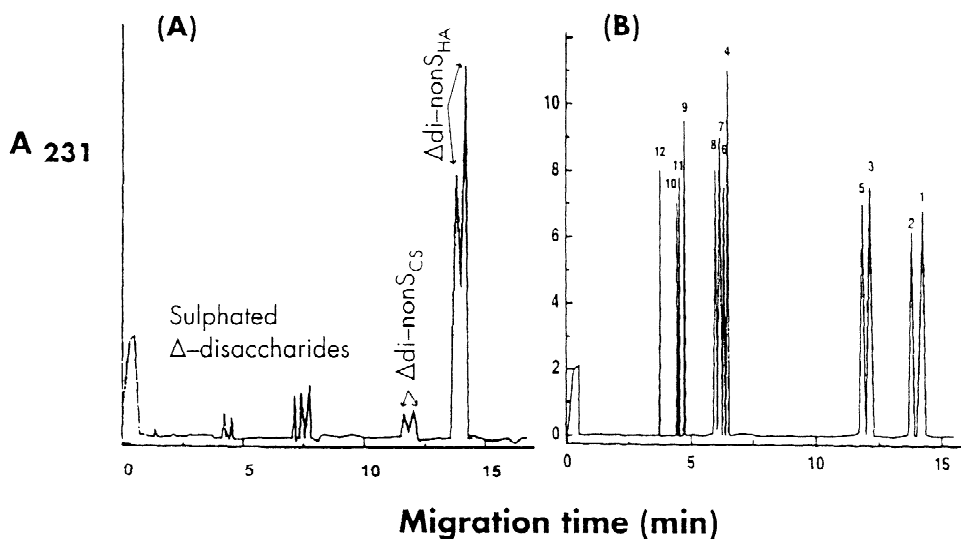 (A)
A 231
Δdi–nonS_HA
Δdi–nonS_CS
Sulphated
Δ–disaccharides
0 5 10 15
(B)
10
8
6
4
2
0
12
10
11
9
8
7
6
4
5
3
2
1
0 5 10 15
Migration time (min)